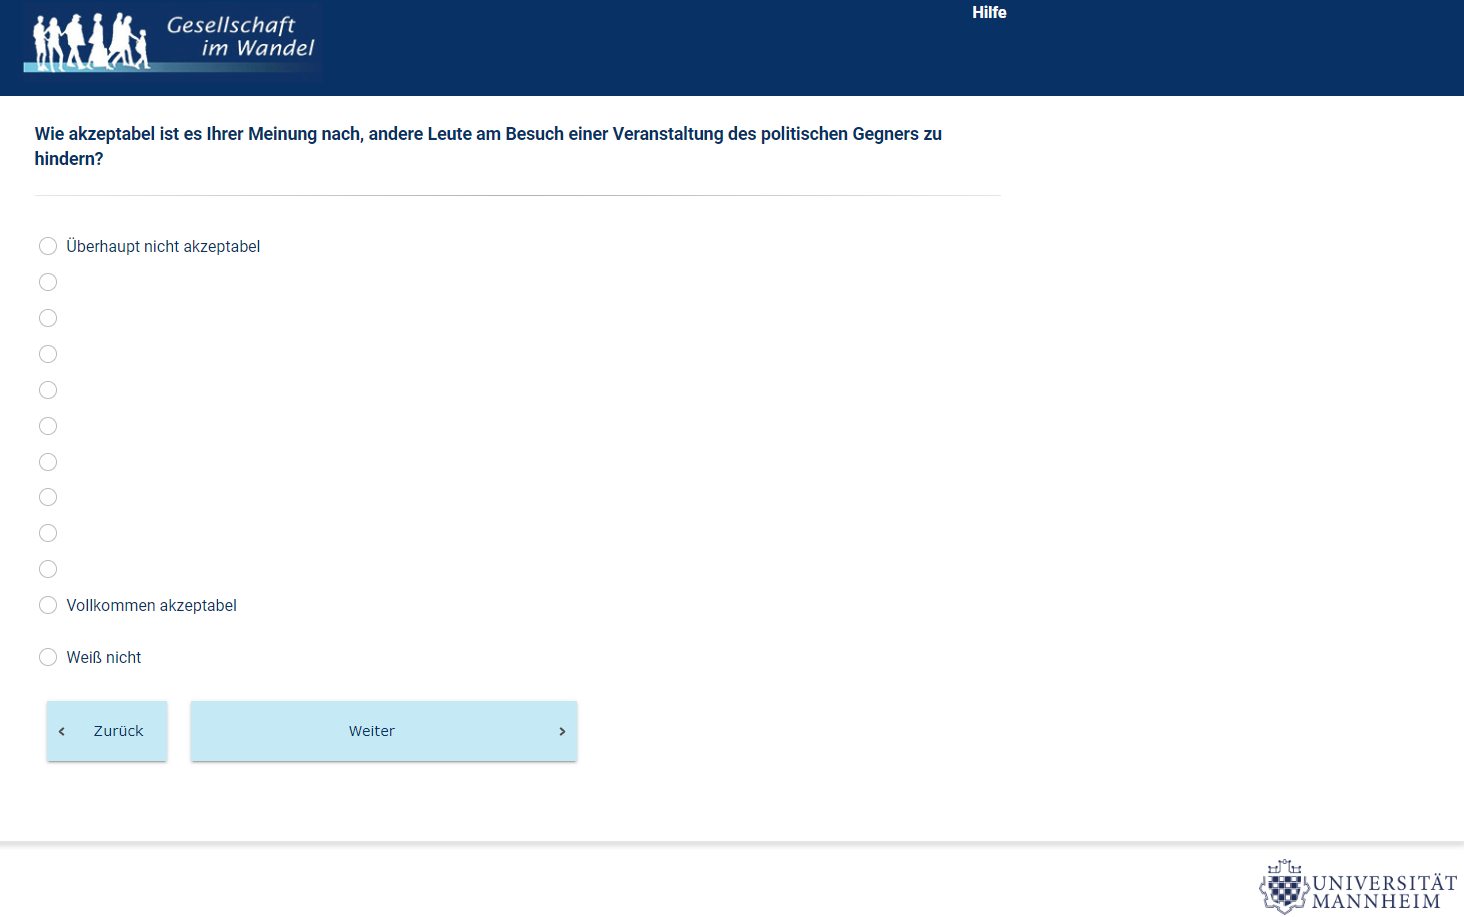 Gesellschaft
im Wandel
Hilfe
Wie akzeptabel ist es Ihrer Meinung nach, andere Leute am Besuch einer Veranstaltung des politischen Gegners zu
hindern?
Überhaupt nicht akzeptabel
Vollkommen akzeptabel
Weiß nicht
Zurück
Weiter
UNIVERSITÄT
MANNHEIM